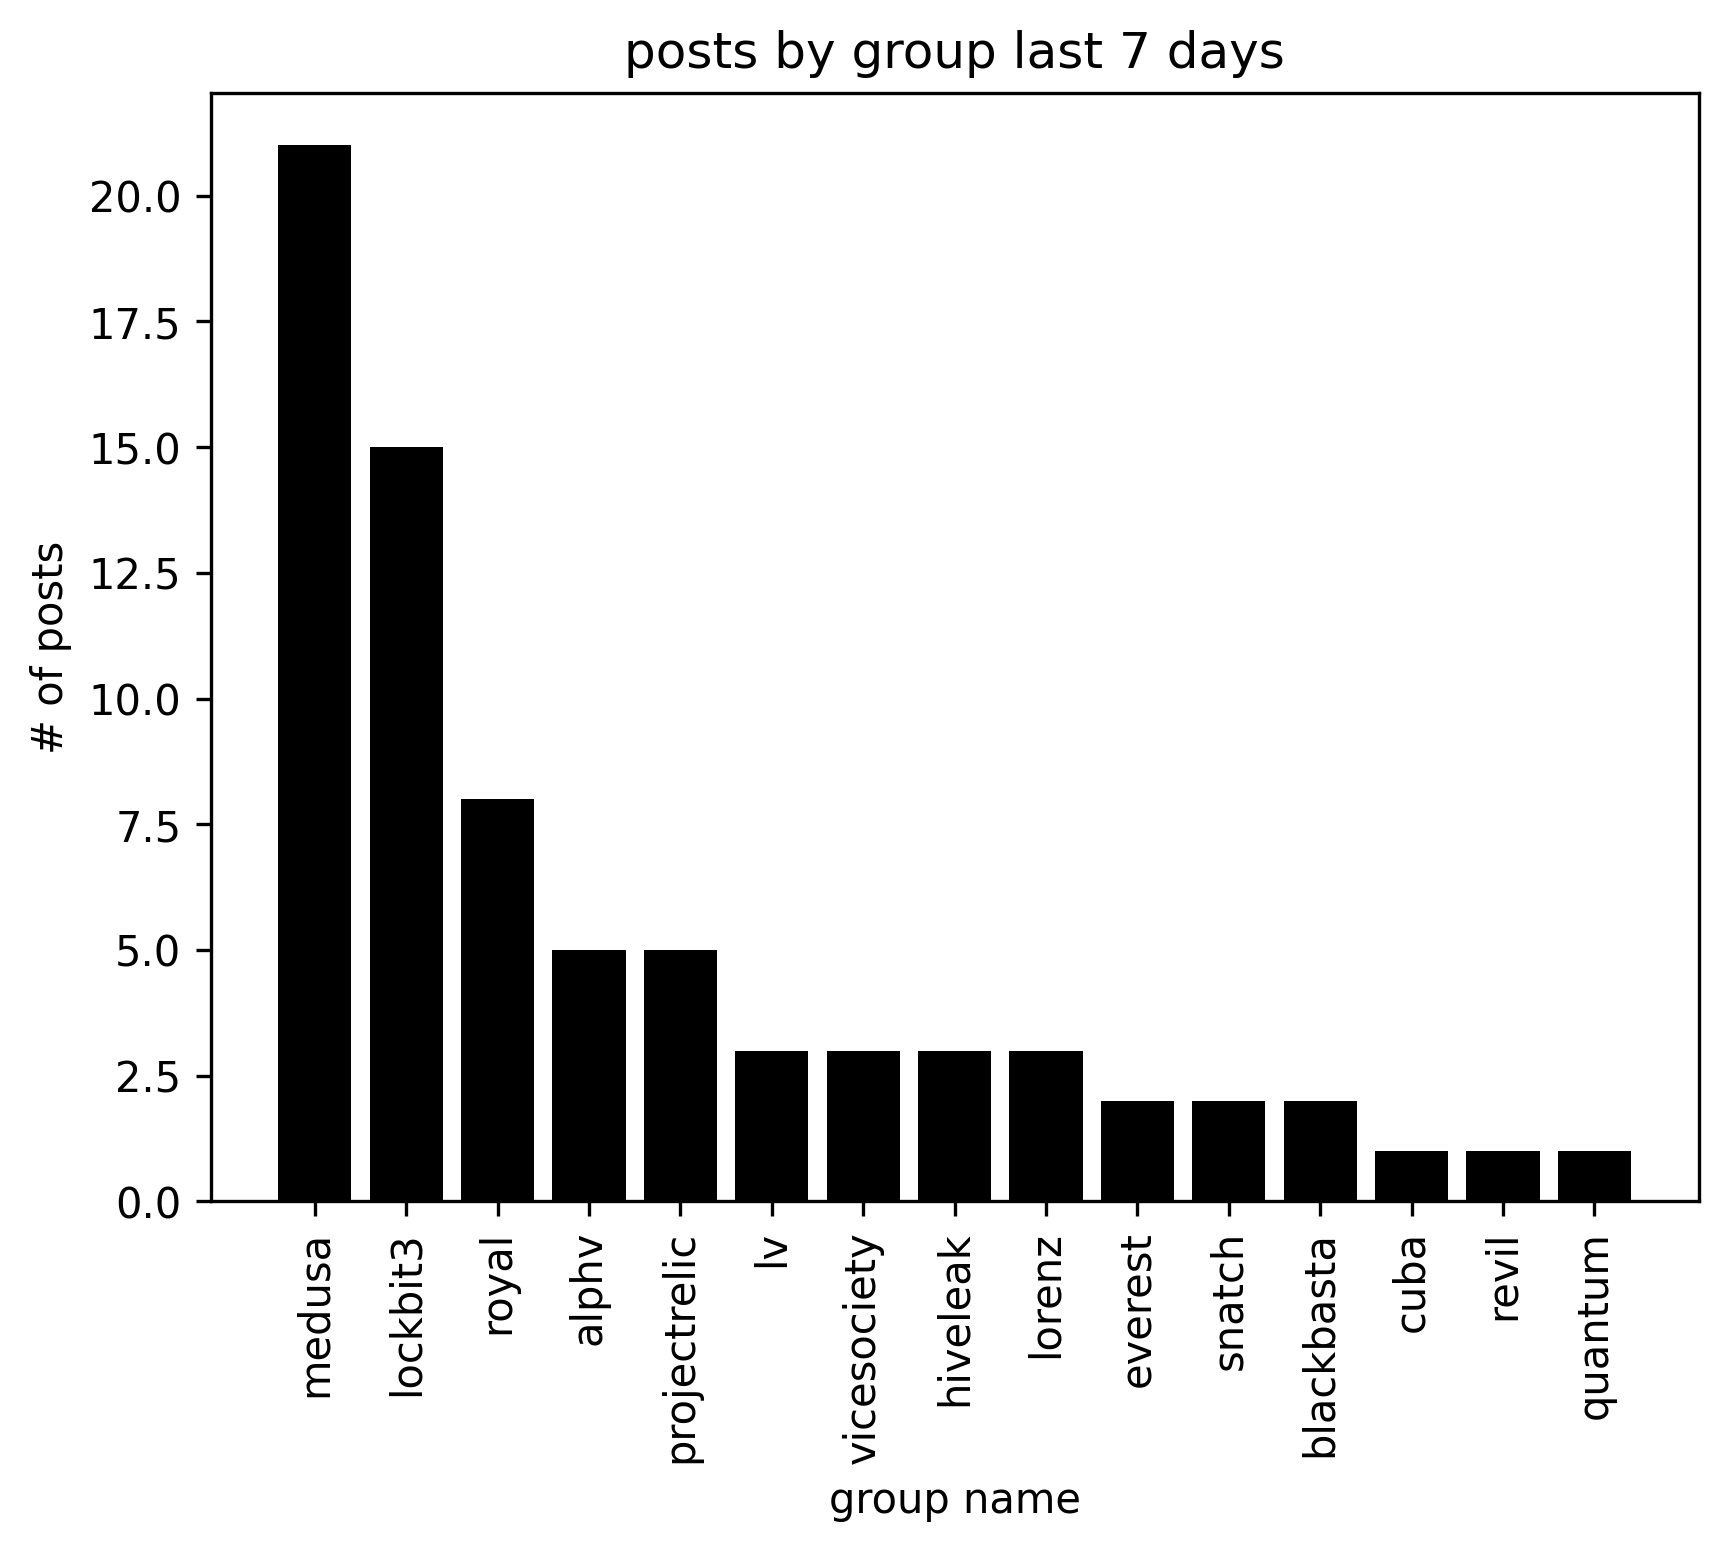 posts by group last 7 days
20.0
17.5
15.0
12.5
10.0
7.5
5.0
2.5
0.0
# of posts
medusa
lockbit3
royal
alphv
projectrelic
lv
vicesociety
hiveleak
lorenz
everest
snatch
blackbasta
cuba
revil
quantum
group name